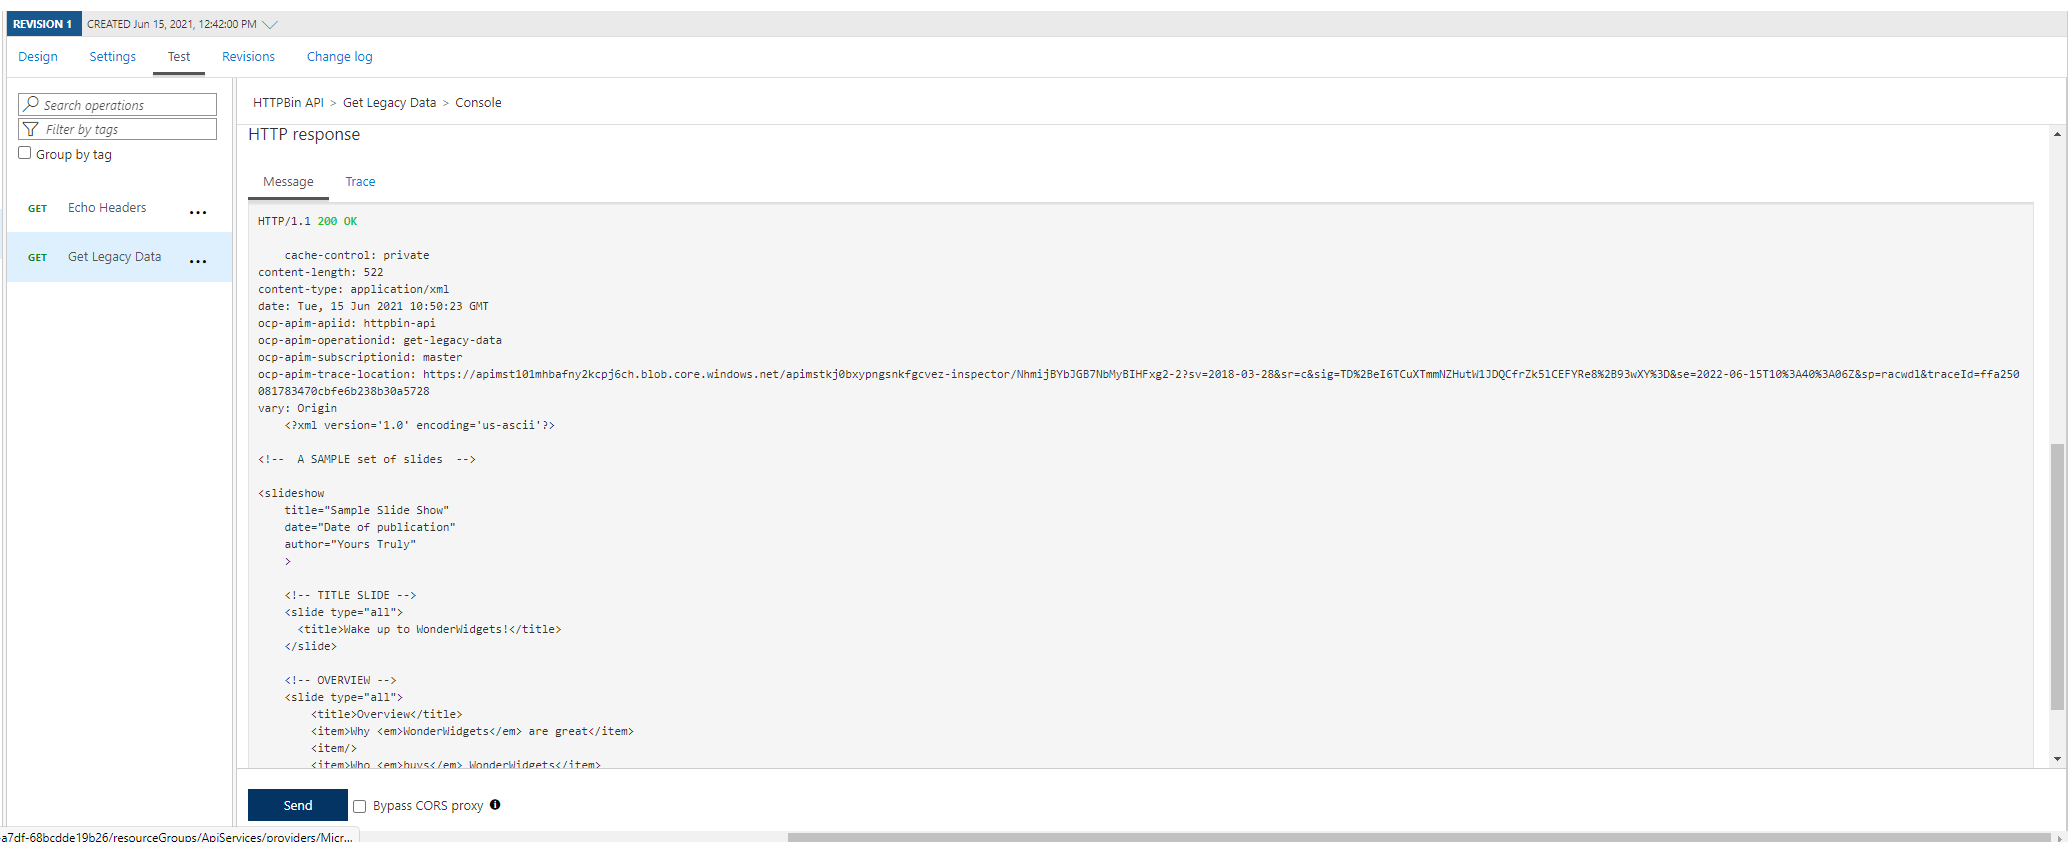 REVISION 1 CREATED Jun 15, 2021, 12:42:00 PM
Design Settings Test Revisions Change log
Search operations
Filter by tags
Group by tag
GET Echo Headers ...
GET Get Legacy Data ...
HTTPBin API > Get Legacy Data > Console
HTTP response
Message Trace
HTTP/1.1 200 OK
cache-control: private
content-length: 522
content-type: application/xml
date: Tue, 15 Jun 2021 10:50:23 GMT
ocp-apim-apiid: httpbin-api
ocp-apim-operationid: get-legacy-data
ocp-apim-subscriptionid: master
ocp-apim-trace-location: https://apimst101mhbafny2kcpj6ch.blob.core.windows.net/apimstkj0bxypngsnkfgcvez-inspector/NhmijBYbJGB7NbMyBIHFxg2-2?sv=2018-03-28&sr=c&sig=TD%2BeI6TCuXTmmNZHutW1JDQCfrZk5lCEFYRe8%2B93wXY%3D&se=2022-06-15T10%3A40%3A06Z&sp=racwdl&traceId=ffa250
081783470cbfe6b238b30a5728
vary: Origin
<?xml version='1.0' encoding='us-ascii'?>
<!--  A SAMPLE set of slides  -->
<slideshow
title="Sample Slide Show"
date="Date of publication"
author="Yours Truly"
>
<!-- TITLE SLIDE -->
<slide type="all">
<title>Wake up to WonderWidgets!</title>
</slide>
<!-- OVERVIEW -->
<slide type="all">
<title>Overview</title>
<item>Why <em>WonderWidgets</em> are great</item>
<item/>
<item>Who <em>buys</em> WonderWidgets</item>
Send Bypass CORS proxy
a7df-68bcdde19b26/resourceGroups/ApiServices/providers/Micr...